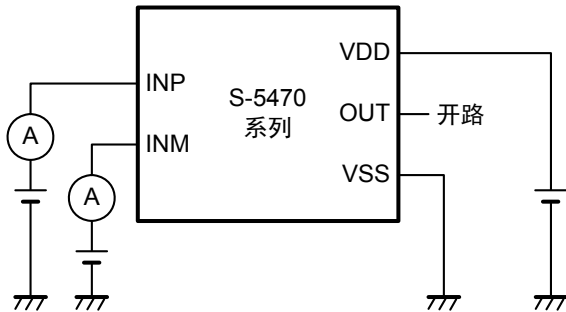 INP
INM
S-5470
系列
VDD
OUT
开路
VSS
A
A